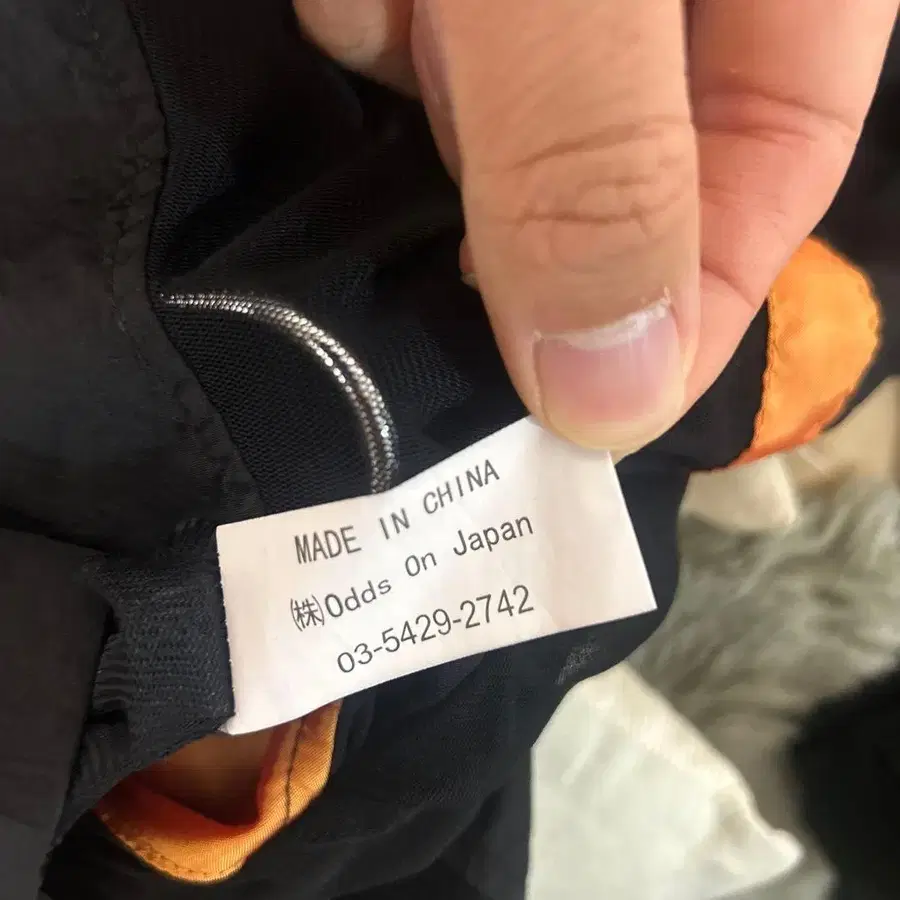 MADE IN CHINA
㈱Odds On Japan
03-5429-2742